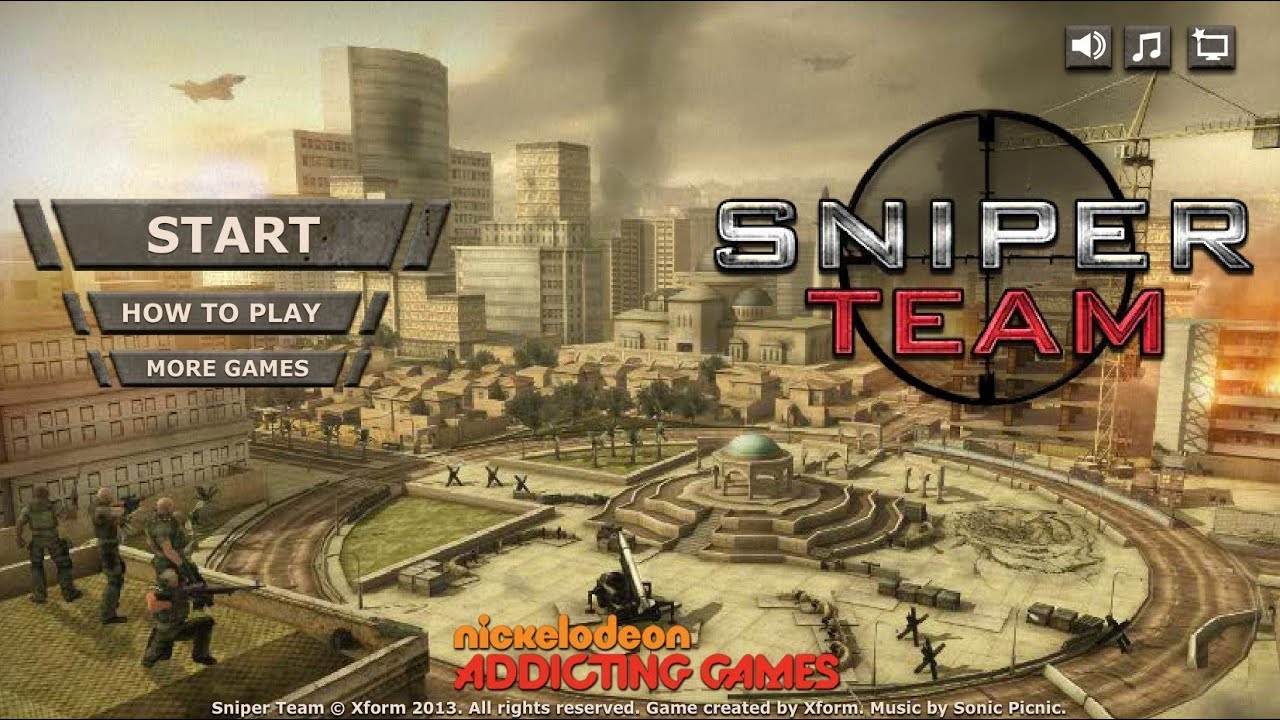 START
HOW TO PLAY
MORE GAMES
SNIPER
TEAM
nickelodeon
ADDICTING GAMES
Sniper Team © Xform 2013. All rights reserved. Game created by Xform. Music by Sonic Picnic.